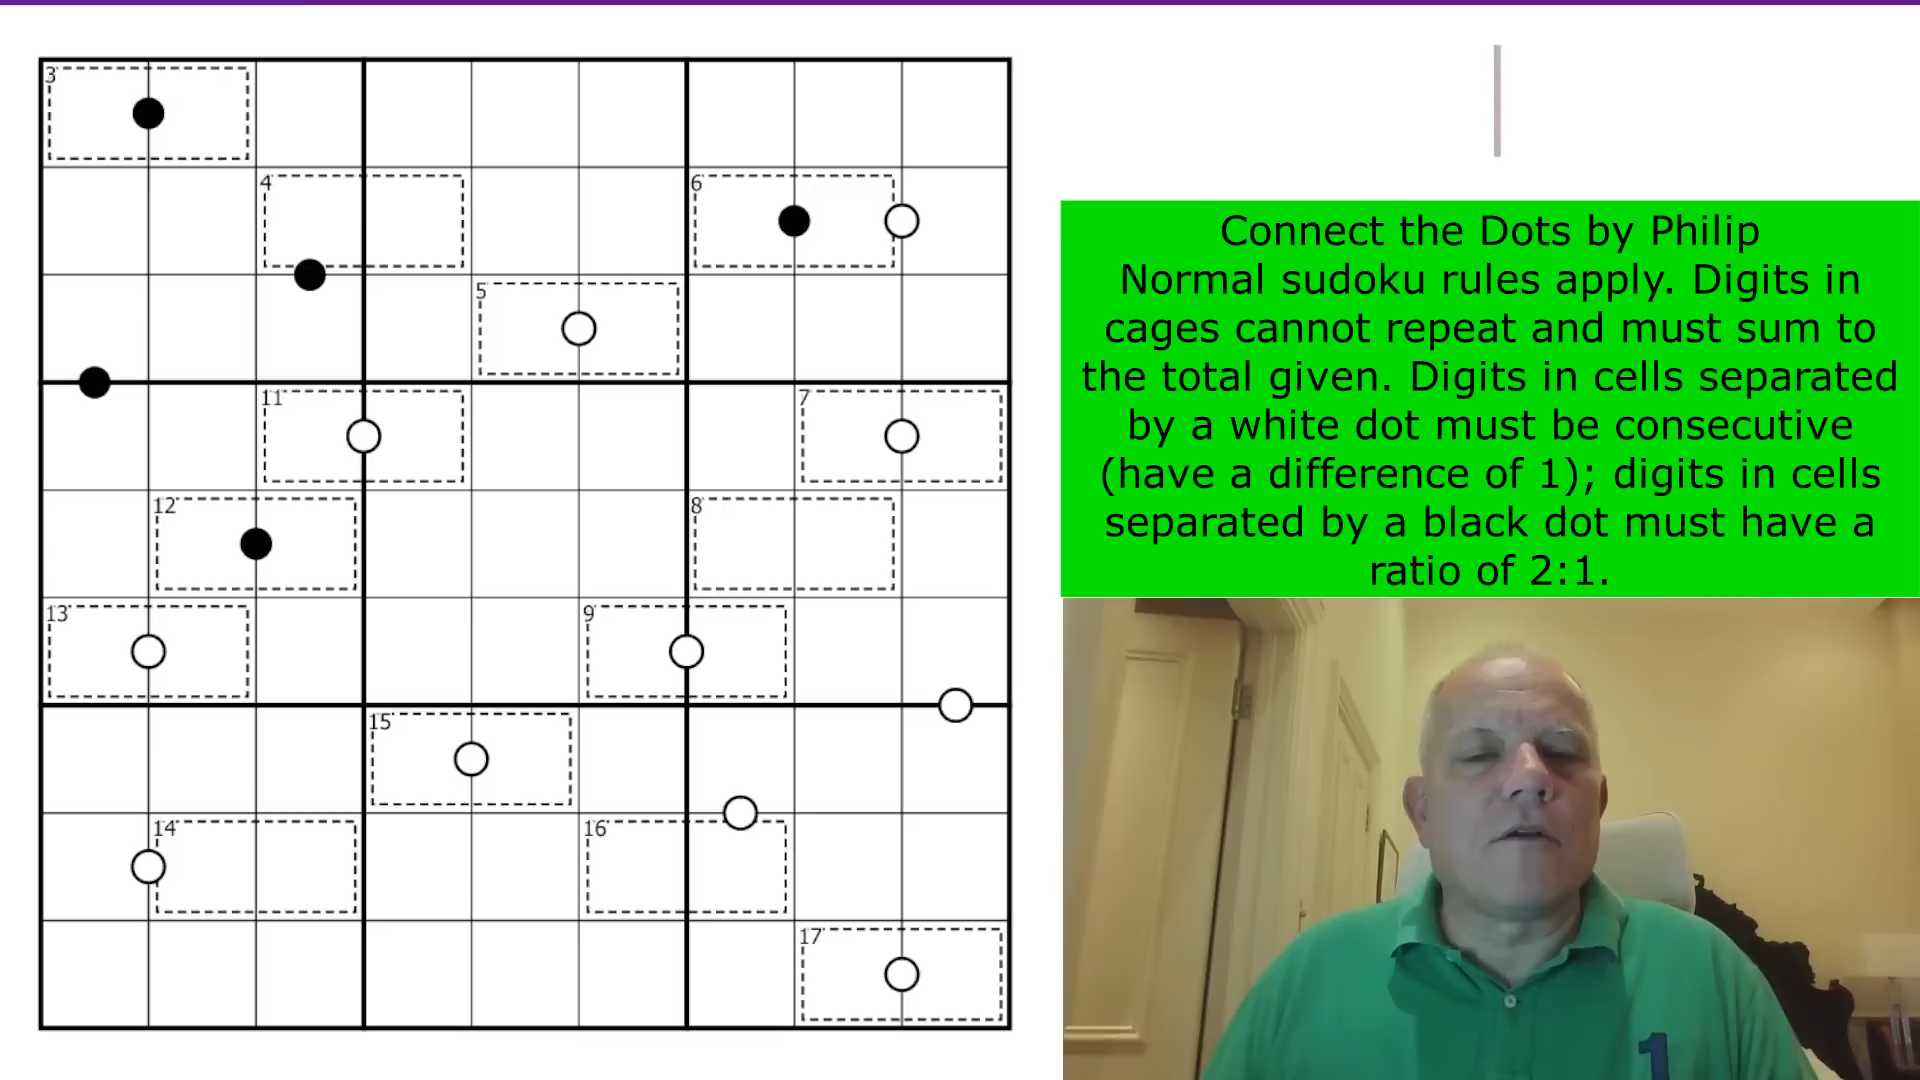 3
4
6
5
11
7
12
8
13
9
15
14
16
17
Connect the Dots by Philip
Normal sudoku rules apply. Digits in
cages cannot repeat and must sum to
the total given. Digits in cells separated
by a white dot must be consecutive
(have a difference of 1); digits in cells
separated by a black dot must have a
ratio of 2:1.
1